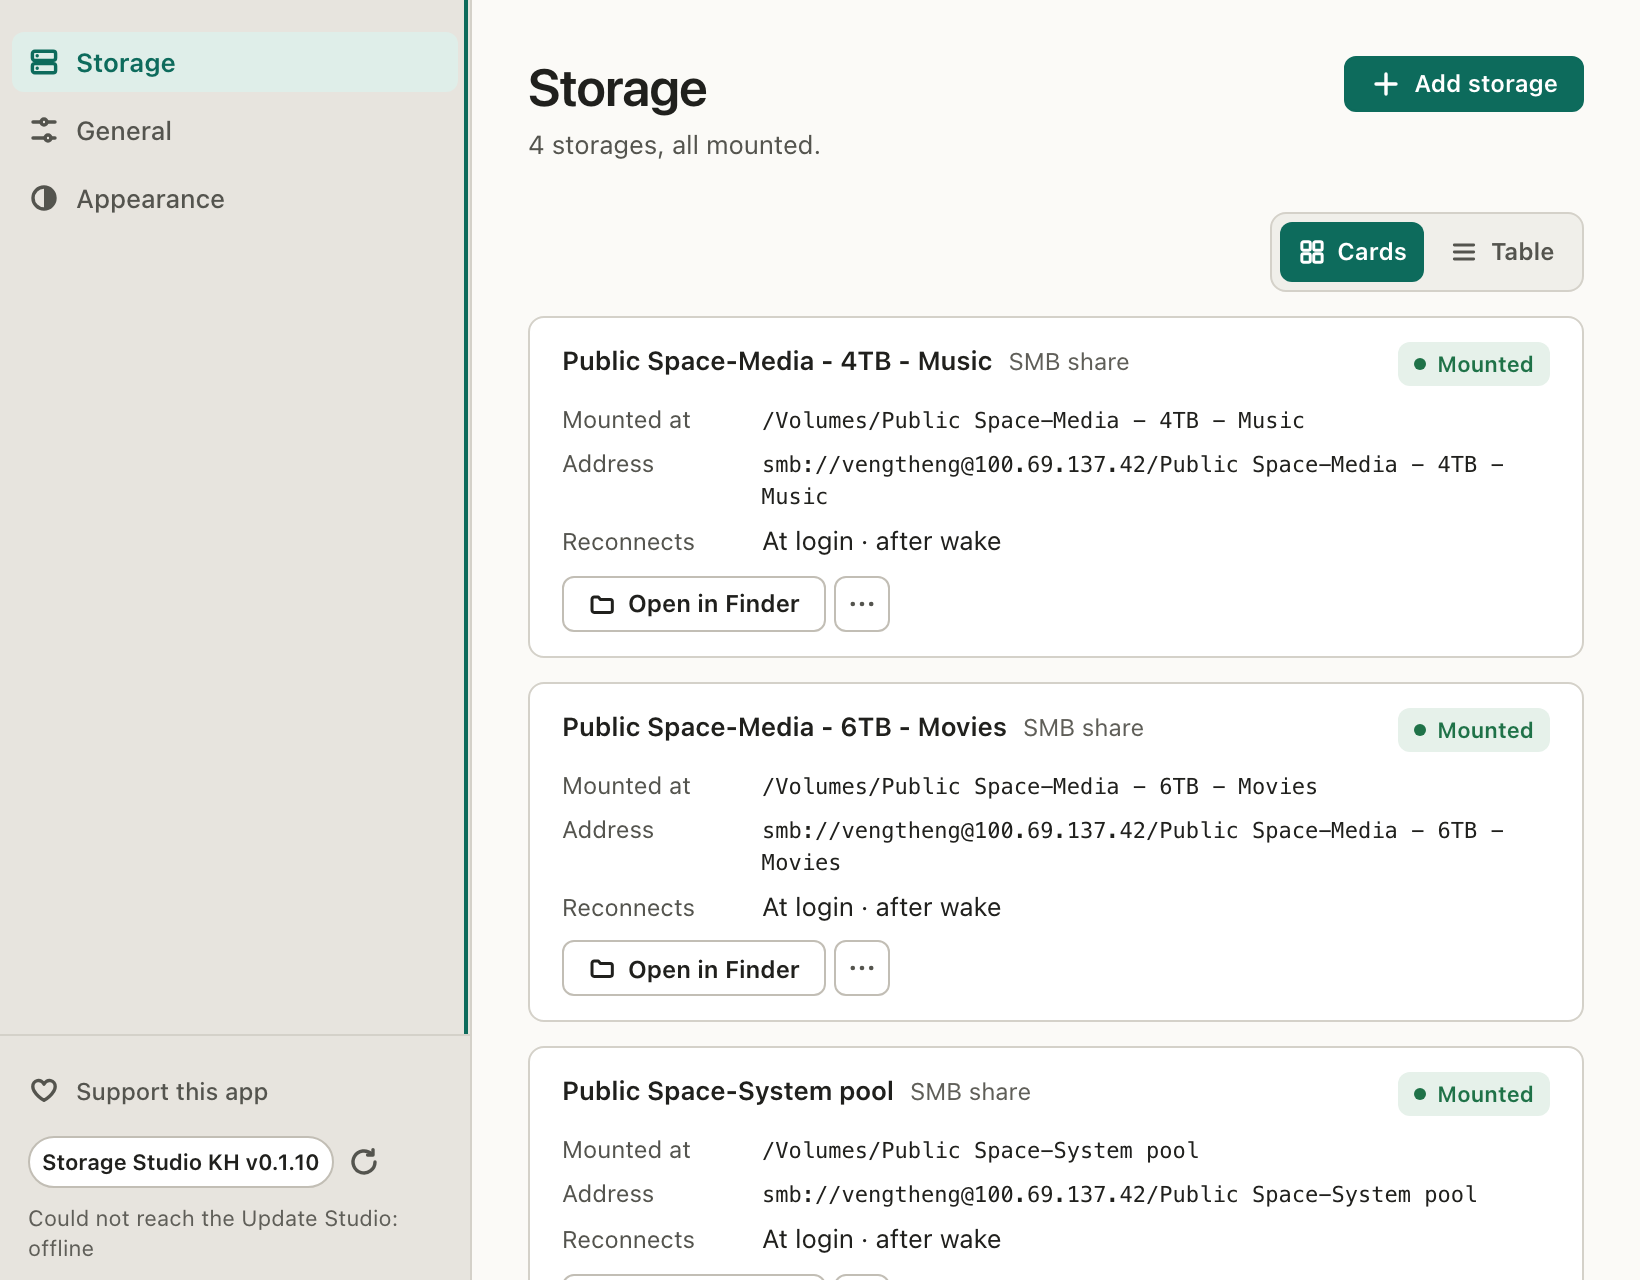 Storage
General
Appearance
Support this app
Storage Studio KH v0.1.10
Could not reach the Update Studio:
offline
Storage
4 storages, all mounted.
Add storage
Cards
Table
Public Space-Media - 4TB - Music SMB share
Mounted
Mounted at /Volumes/Public Space-Media - 4TB - Music
Address smb://vengtheng@100.69.137.42/Public Space-Media - 4TB -
Music
Reconnects At login · after wake
Open in Finder
Public Space-Media - 6TB - Movies SMB share
Mounted
Mounted at /Volumes/Public Space-Media - 6TB - Movies
Address smb://vengtheng@100.69.137.42/Public Space-Media - 6TB -
Movies
Reconnects At login · after wake
Open in Finder
Public Space-System pool SMB share
Mounted
Mounted at /Volumes/Public Space-System pool
Address smb://vengtheng@100.69.137.42/Public Space-System pool
Reconnects At login · after wake